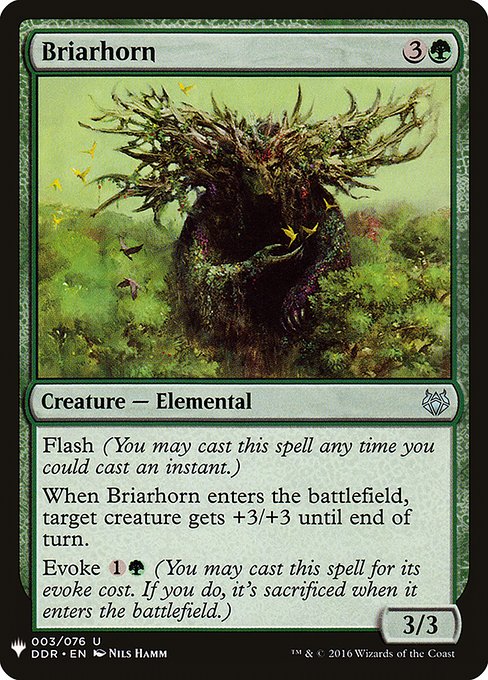 Briarhorn 3
Creature — Elemental
Flash (You may cast this spell any time you
could cast an instant.)
When Briarhorn enters the battlefield,
target creature gets +3/+3 until end of
turn.
Evoke 1 (You may cast this spell for its
evoke cost. If you do, it's sacrificed when it
enters the battlefield.)
3/3
003/076 U
DDR • EN Nils Hamm
™ & © 2016 Wizards of the Coast